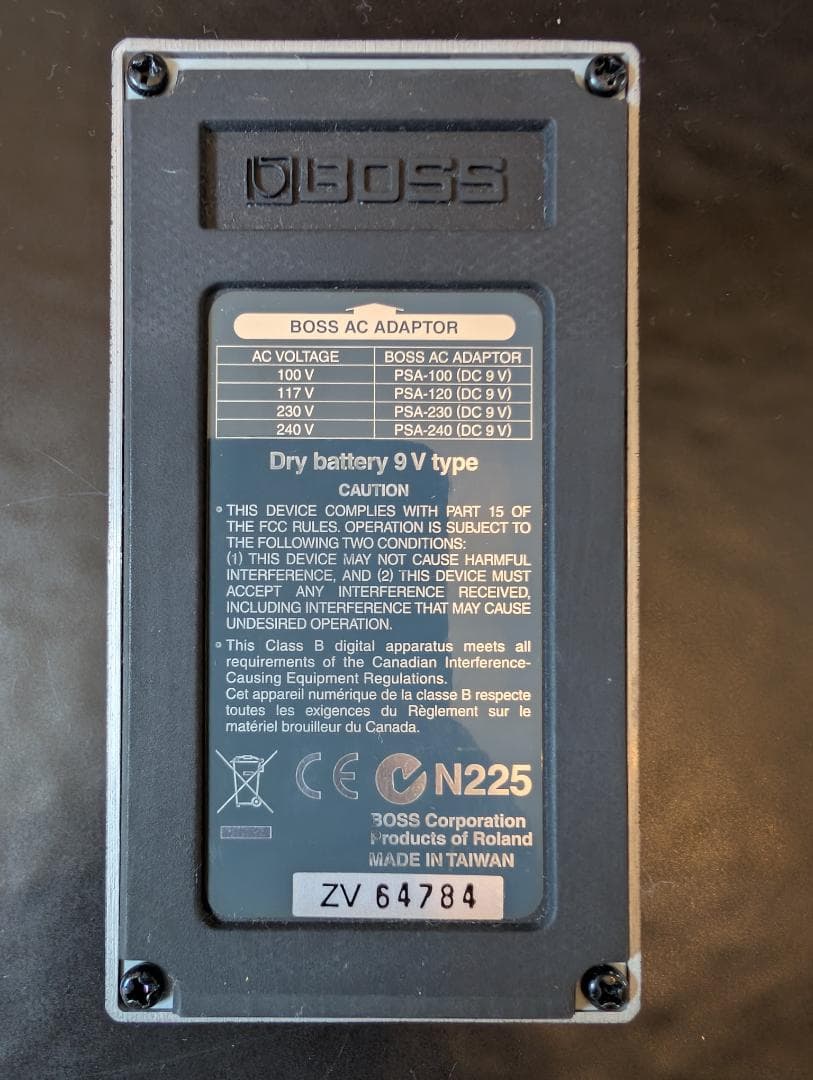 BOSS
BOSS AC ADAPTOR
AC VOLTAGE BOSS AC ADAPTOR
100 V PSA-100 (DC 9 V)
117 V PSA-120 (DC 9 V)
230 V PSA-230 (DC 9 V)
240 V PSA-240 (DC 9 V)
Dry battery 9 V type
CAUTION
• THIS DEVICE COMPLIES WITH PART 15 OF
THE FCC RULES. OPERATION IS SUBJECT TO
THE FOLLOWING TWO CONDITIONS:
(1) THIS DEVICE MAY NOT CAUSE HARMFUL
INTERFERENCE, AND (2) THIS DEVICE MUST
ACCEPT ANY INTERFERENCE RECEIVED,
INCLUDING INTERFERENCE THAT MAY CAUSE
UNDESIRED OPERATION.
• This Class B digital apparatus meets all
requirements of the Canadian Interference-
Causing Equipment Regulations.
Cet appareil numérique de la classe B respecte
toutes les exigences du Règlement sur le
matériel brouilleur du Canada.
CE N225
BOSS Corporation
Products of Roland
MADE IN TAIWAN
ZV 64784